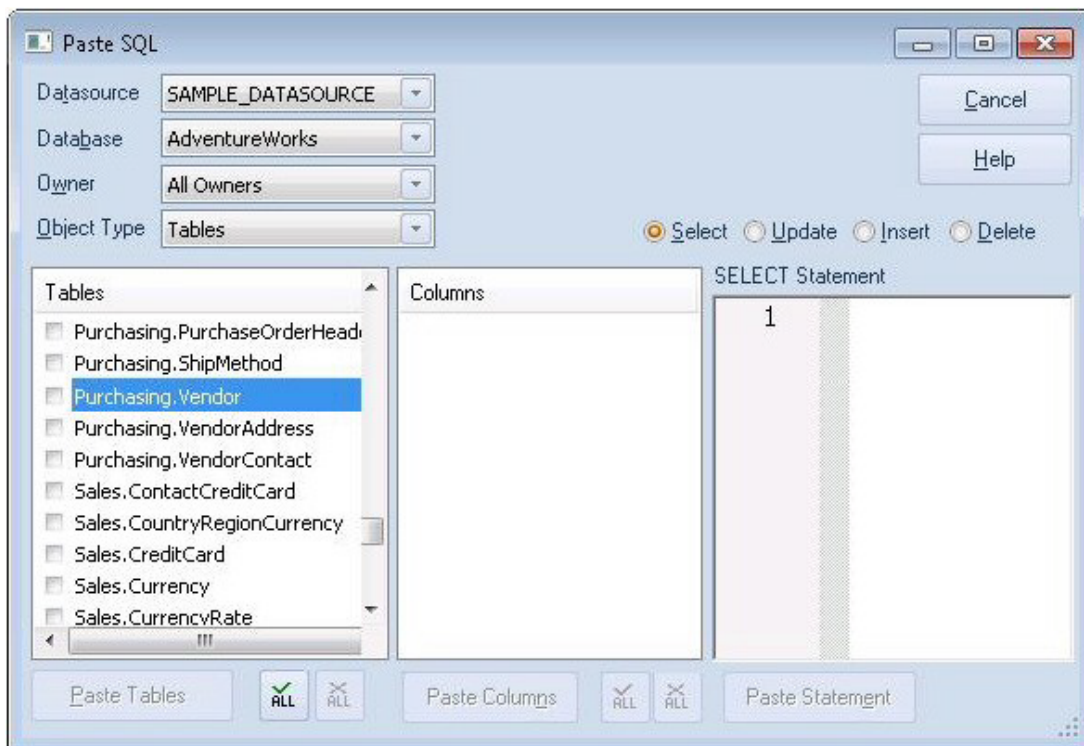 Paste SQL
Datasource SAMPLE_DATASOURCE
Cancel
Database AdventureWorks
Help
Owner All Owners
Object Type Tables
Select Update Insert Delete
SELECT Statement
Tables
Columns
1
Purchasing.PurchaseOrderHeade
Purchasing.ShipMethod
Purchasing.Vendor
Purchasing.VendorAddress
Purchasing.VendorContact
Sales.ContactCreditCard
Sales.CountryRegionCurrency
Sales.CreditCard
Sales.Currency
Sales.CurrencyRate
Paste Tables ALL ALL Paste Columns ALL ALL Paste Statement